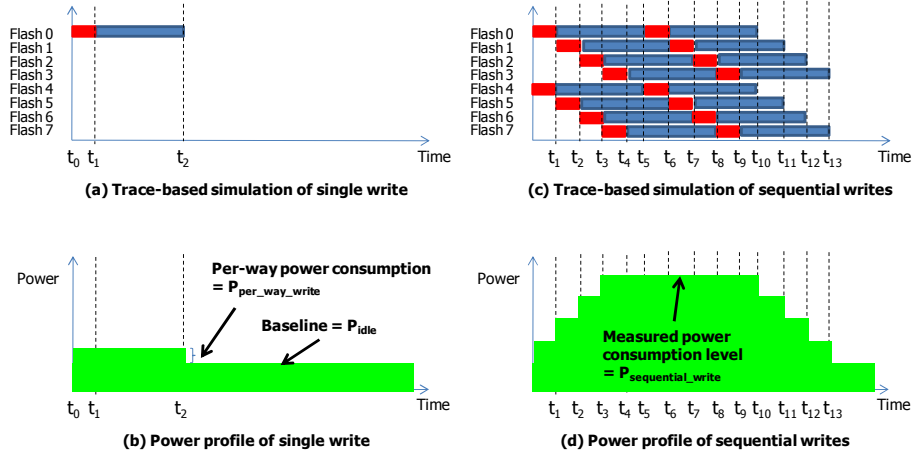 Flash 0
Flash 1
Flash 2
Flash 3
Flash 4
Flash 5
Flash 6
Flash 7
t0 t1 t2 Time
(a) Trace-based simulation of single write
Flash 0
Flash 1
Flash 2
Flash 3
Flash 4
Flash 5
Flash 6
Flash 7
t1 t2 t3 t4 t5 t6 t7 t8 t9 t10 t11 t12 t13
Time
(c) Trace-based simulation of sequential writes
Power
Per-way power consumption
= Pper_way_write
Baseline = Pidle
t0 t1 t2 Time
(b) Power profile of single write
Power
Measured power
consumption level
= Psequential_write
t1 t2 t3 t4 t5 t6 t7 t8 t9 t10 t11 t12 t13
Time
(d) Power profile of sequential writes